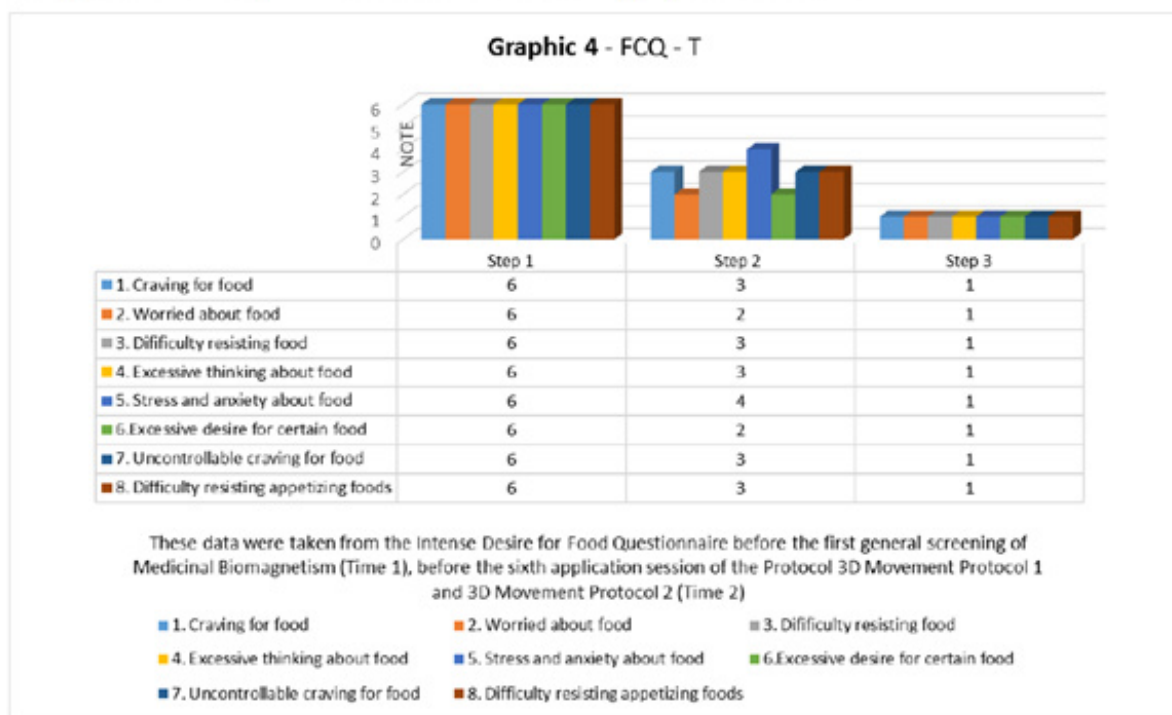 Graphic 4 - FCQ - T
6
5
4
3
2
1
0
NOTE
Step 1 Step 2 Step 3
1. Craving for food 6 3 1
2. Worried about food 6 2 1
3. Difificulty resisting food 6 3 1
4. Excessive thinking about food 6 3 1
5. Stress and anxiety about food 6 4 1
6.Excessive desire for certain food 6 2 1
7. Uncontrollable craving for food 6 3 1
8. Difficulty resisting appetizing foods 6 3 1
These data were taken from the Intense Desire for Food Questionnaire before the first general screening of
Medicinal Biomagnetism (Time 1), before the sixth application session of the Protocol 3D Movement Protocol 1
and 3D Movement Protocol 2 (Time 2)
1. Craving for food 2. Worried about food 3. Difificulty resisting food
4. Excessive thinking about food 5. Stress and anxiety about food 6.Excessive desire for certain food
7. Uncontrollable craving for food 8. Difficulty resisting appetizing foods